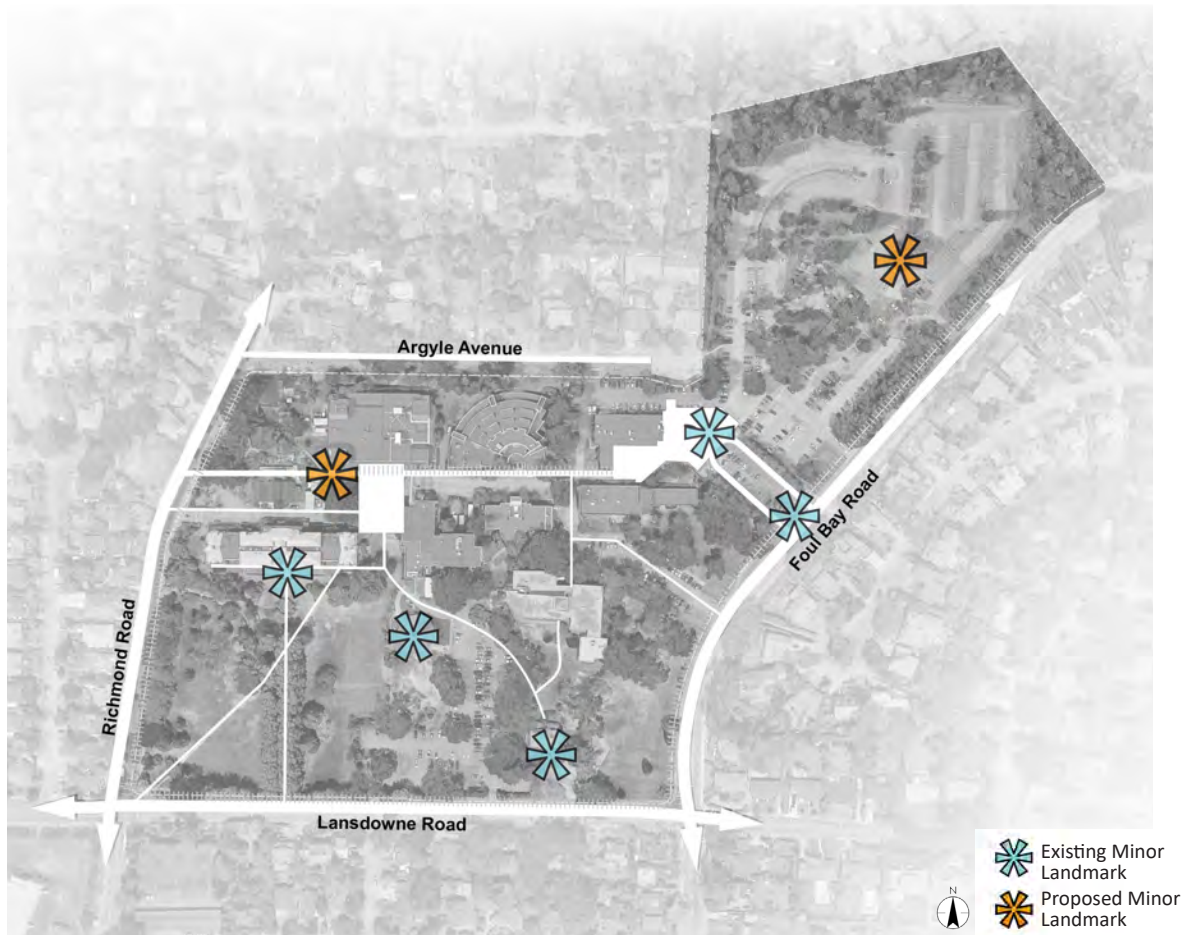 Argyle Avenue
Foul Bay Road
Richmond Road
Lansdowne Road
N
Existing Minor
Landmark
Proposed Minor
Landmark